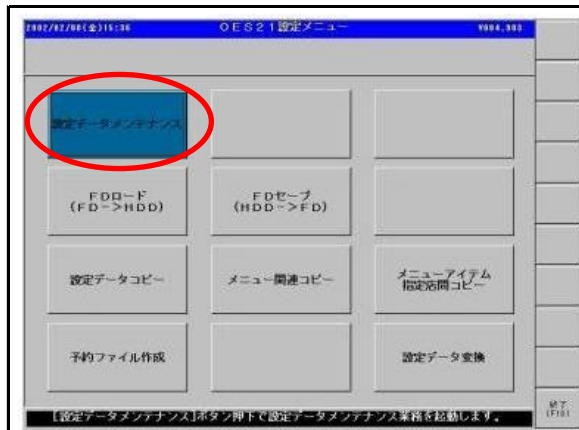 2002/02/08(金)15:36 OES21設定メニュー V004.003
設定データメンテナンス
FDロード
(FD->HDD)
FDセーブ
(HDD->FD)
設定データコピー
メニュー関連コピー
メニューアイテム
指定店間コピー
予約ファイル作成
設定データ変換
[設定データメンテナンス]ボタン押下で設定データメンテナンス業務を起動します。
終了
(F10)